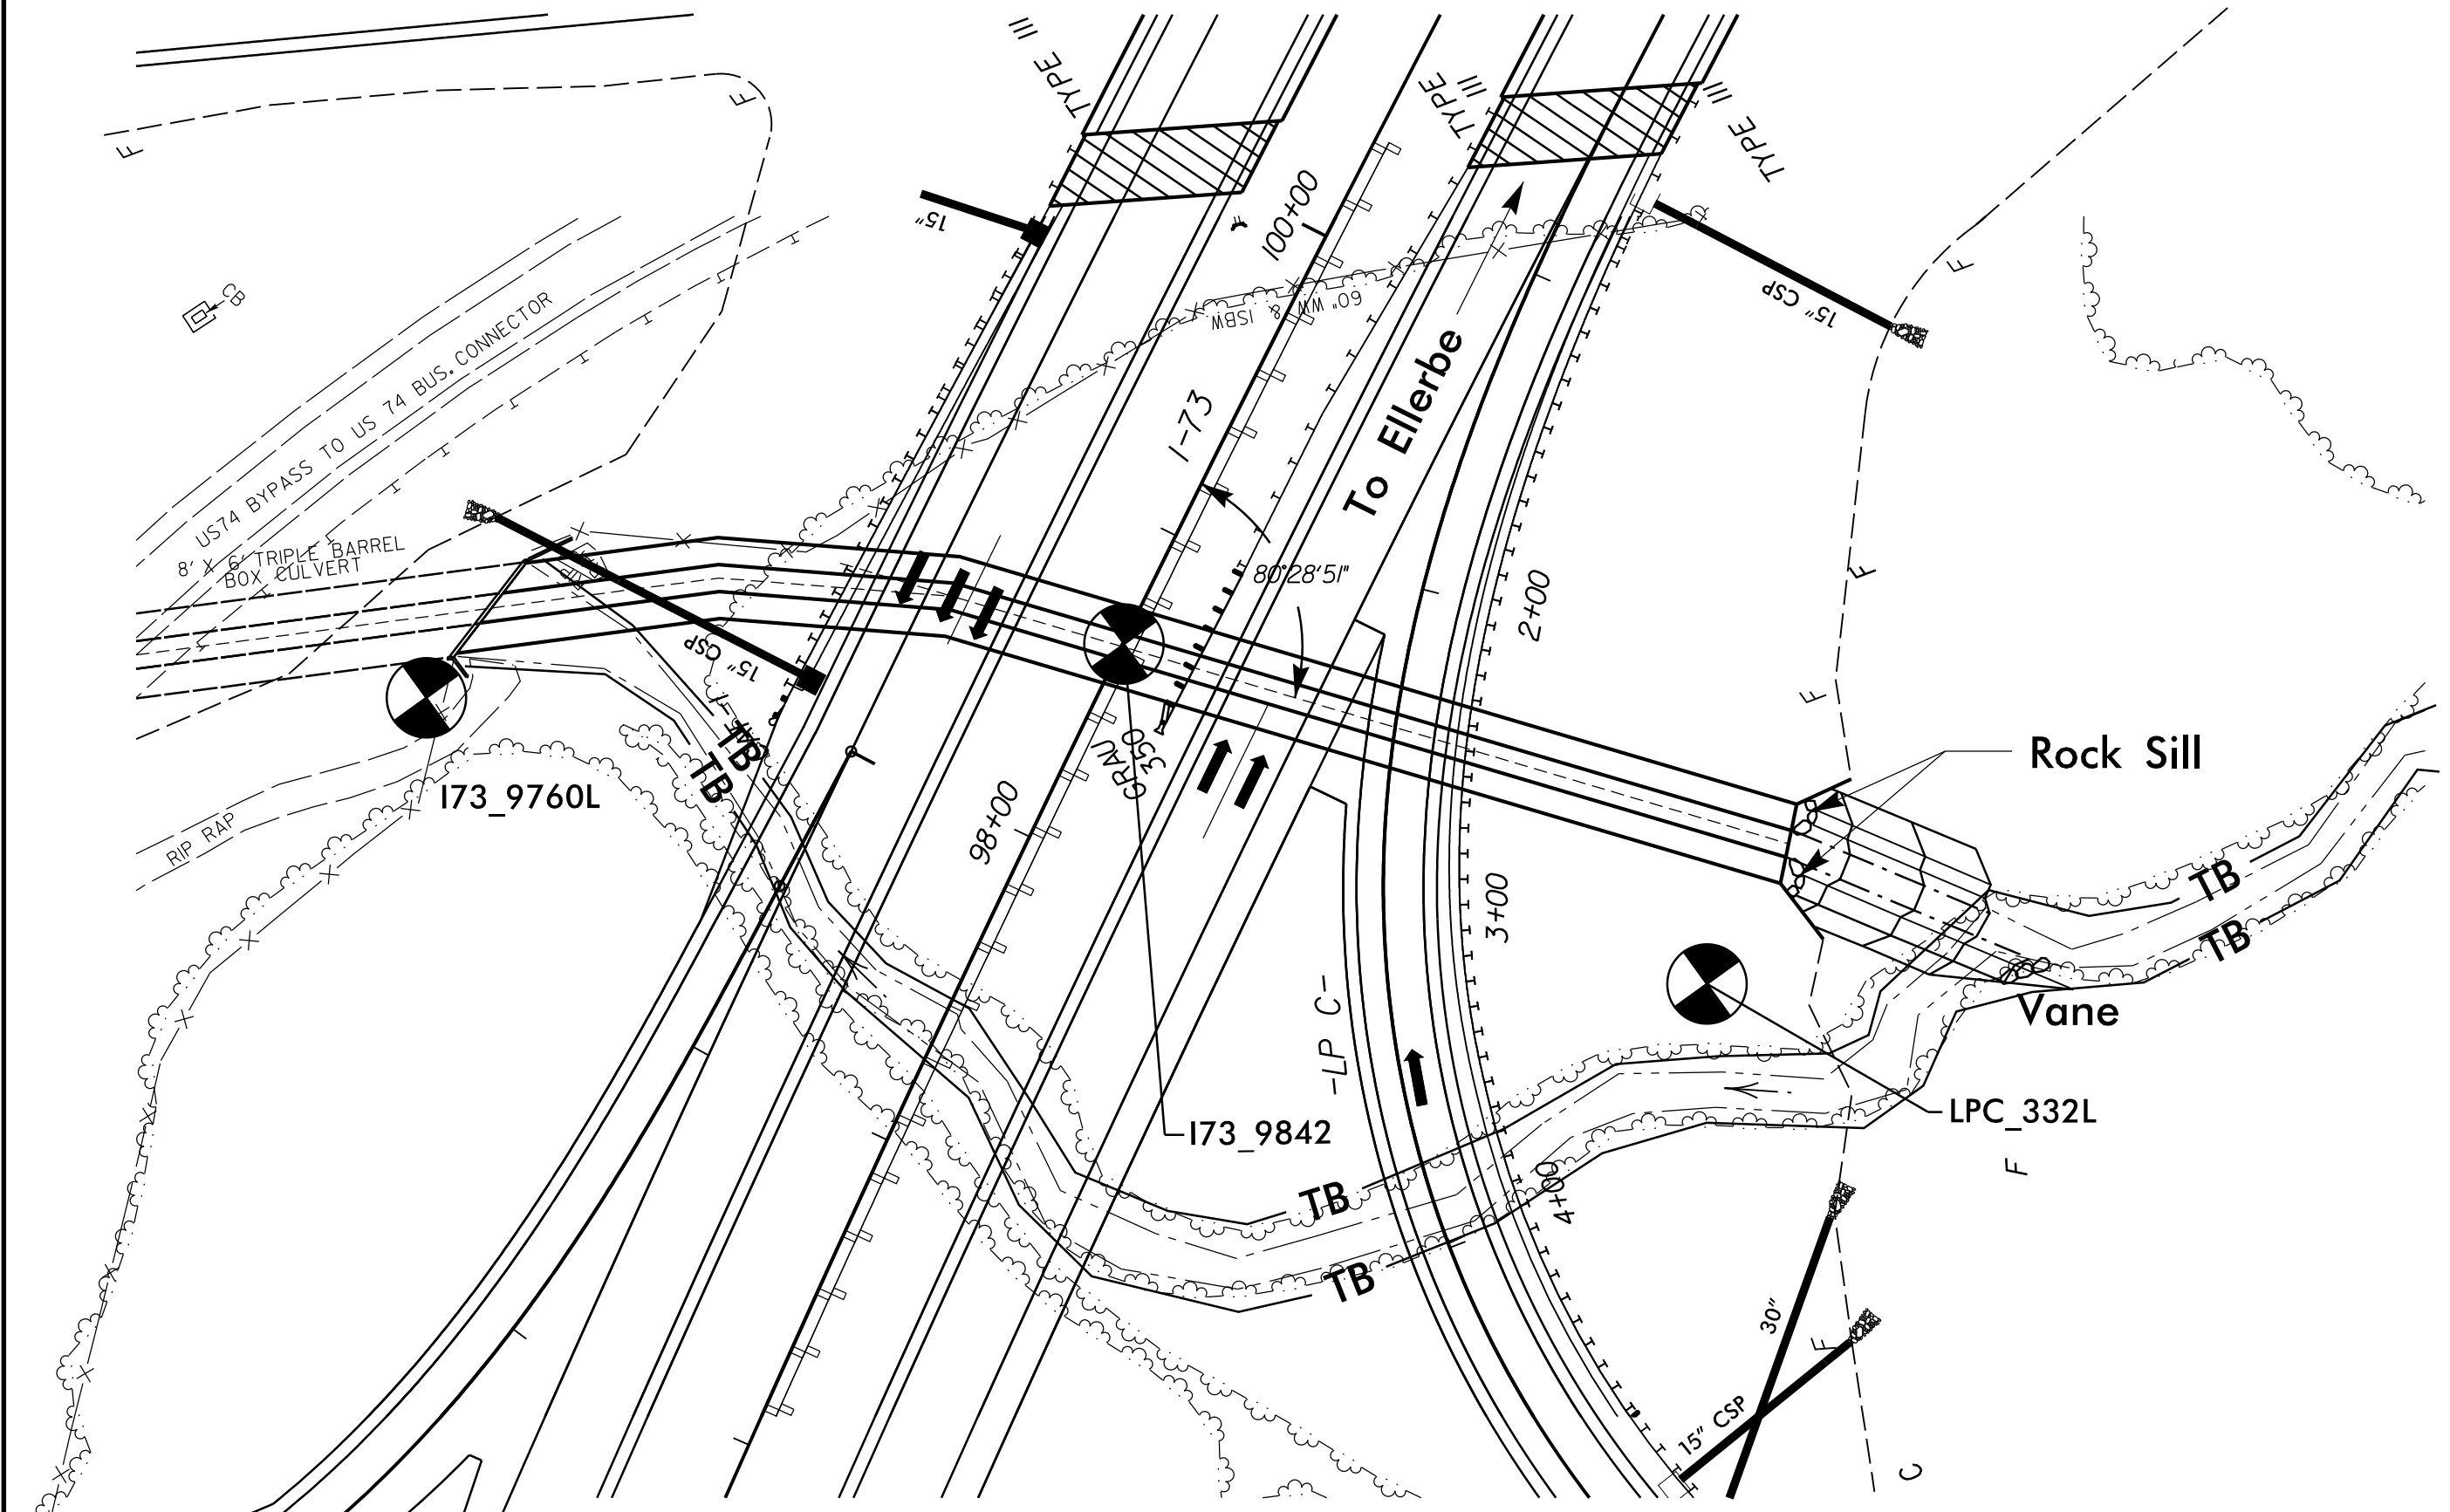 TYPE III
TYPE III
TYPE III
F
F
15"
100+00
15" CSP
F
CB
US74 BYPASS TO US 74 BUS. CONNECTOR
60" WW & 1SBW
I-73
To Ellerbe
8' X 6' TRIPLE BARREL
BOX CULVERT
80°28'51"
2+00
F
F
15" CSP
TB
TB
GRAU
350
Rock Sill
I73_9760L
RIP RAP
98+00
3+00
TB
TB
Vane
-LP C-
I73_9842
LPC_332L
F
TB
TB
4+00
30"
F
15" CSP
C